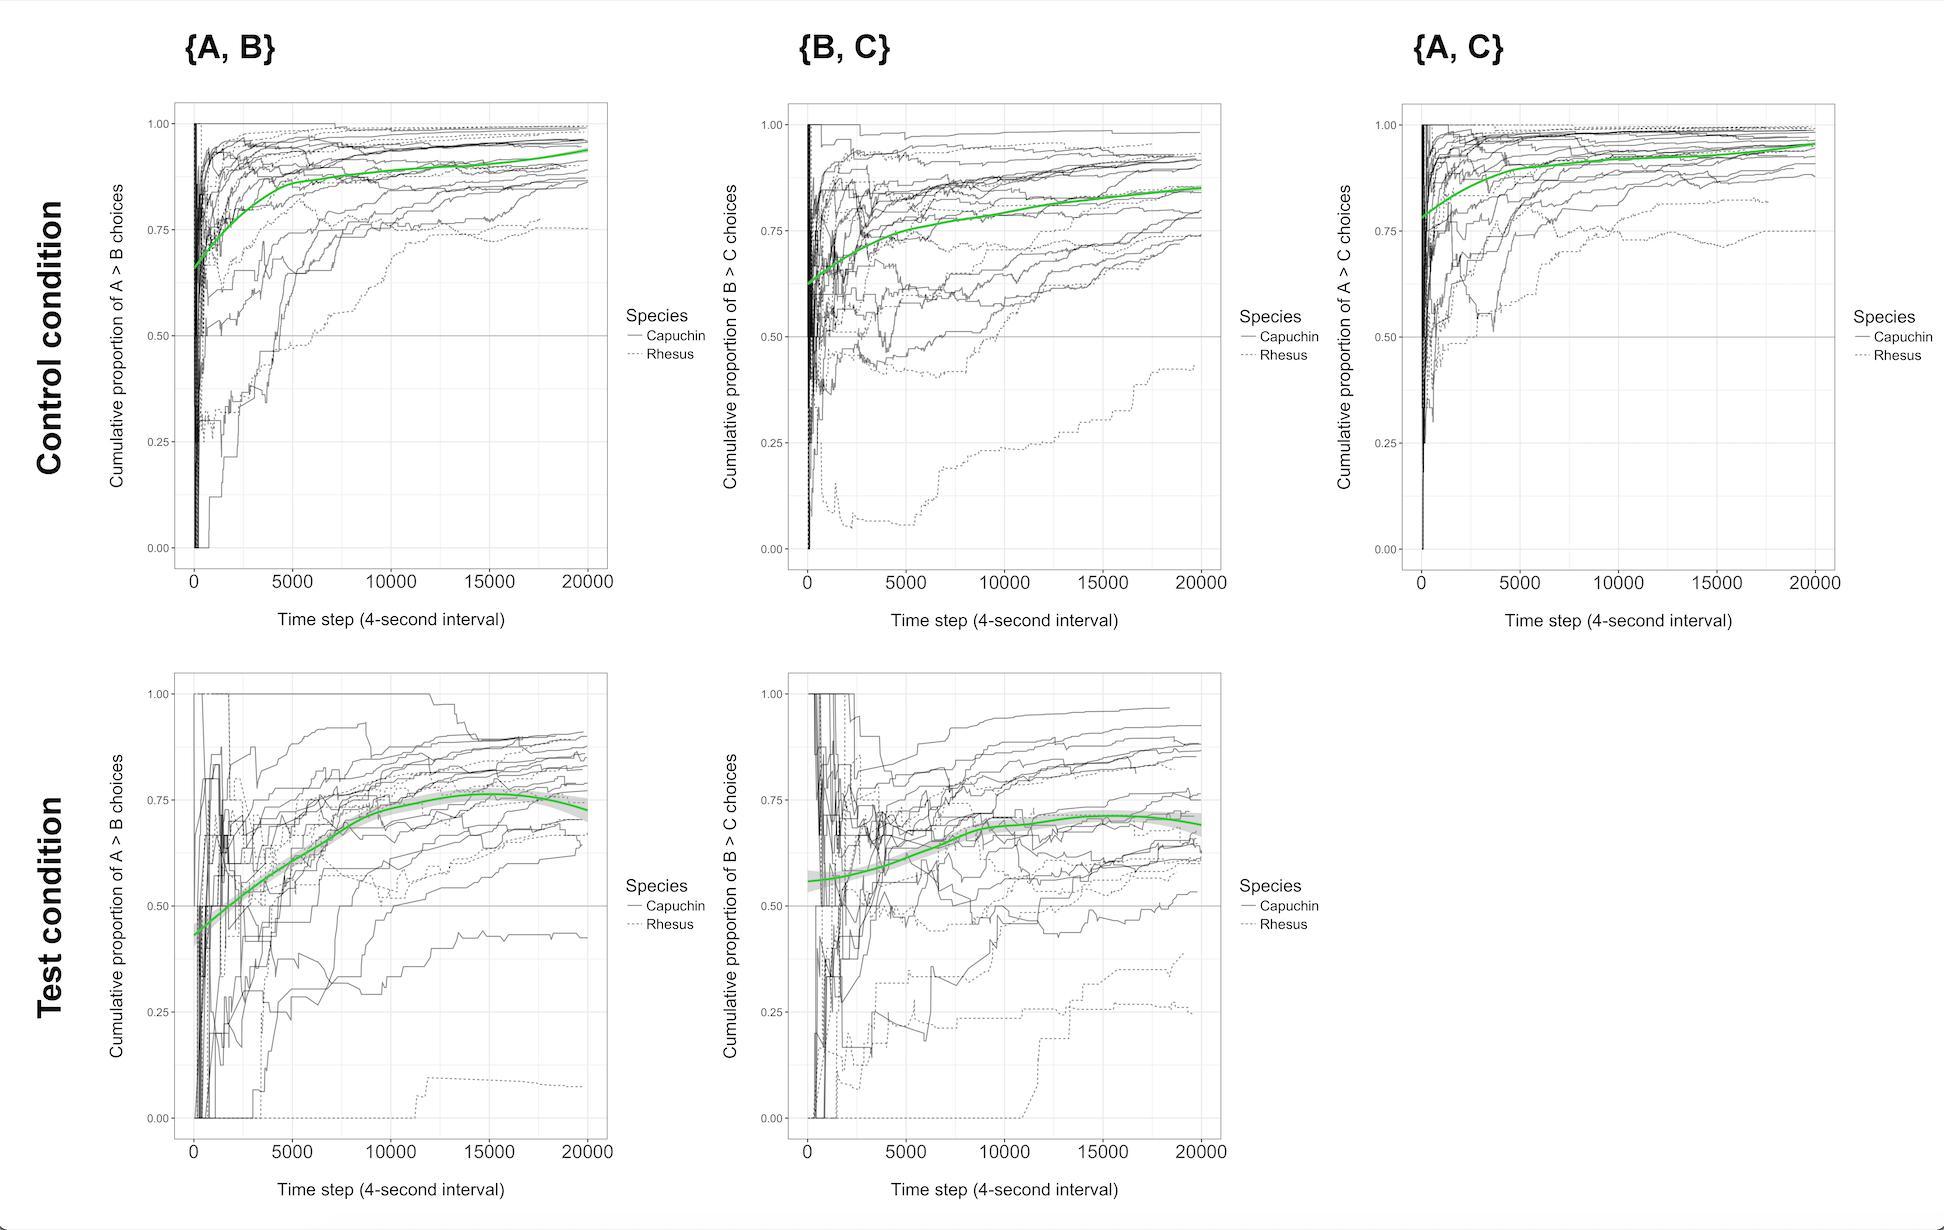 {A, B}
{B, C}
{A, C}
Control condition
Cumulative proportion of A > B choices
1.00
0.75
0.50
0.25
0.00
0 5000 10000 15000 20000
Time step (4-second interval)
Species
Capuchin
Rhesus
Cumulative proportion of B > C choices
1.00
0.75
0.50
0.25
0.00
0 5000 10000 15000 20000
Time step (4-second interval)
Species
Capuchin
Rhesus
Cumulative proportion of A > C choices
1.00
0.75
0.50
0.25
0.00
0 5000 10000 15000 20000
Time step (4-second interval)
Species
Capuchin
Rhesus
Test condition
Cumulative proportion of A > B choices
1.00
0.75
0.50
0.25
0.00
0 5000 10000 15000 20000
Time step (4-second interval)
Species
Capuchin
Rhesus
Cumulative proportion of B > C choices
1.00
0.75
0.50
0.25
0.00
0 5000 10000 15000 20000
Time step (4-second interval)
Species
Capuchin
Rhesus